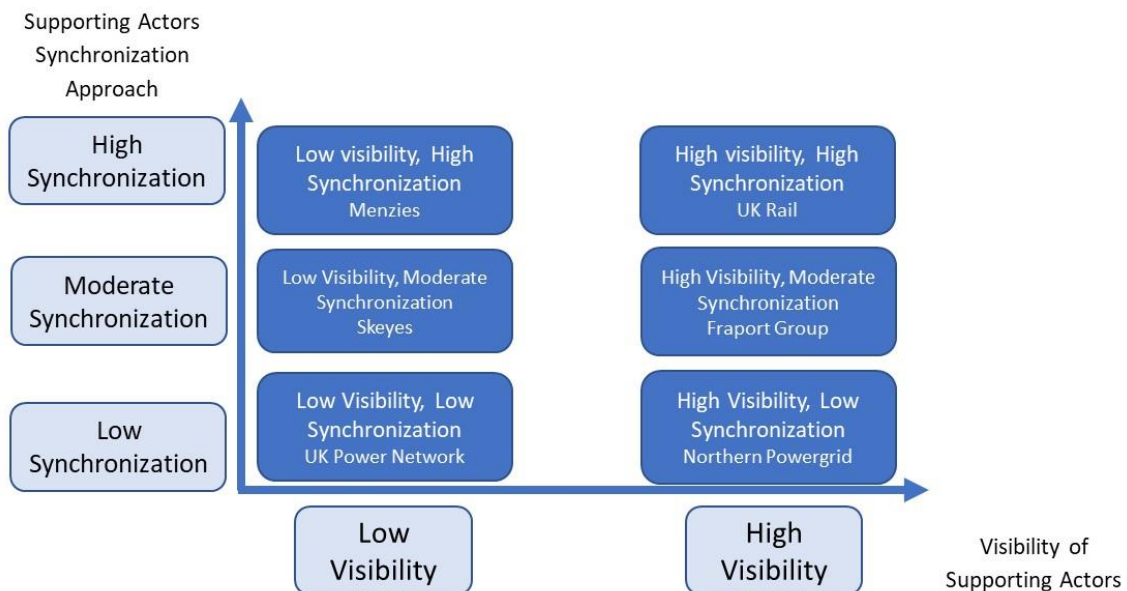 Supporting Actors
Synchronization
Approach
High
Synchronization
Low visibility, High
Synchronization
Menzies
High visibility, High
Synchronization
UK Rail
Moderate
Synchronization
Low Visibility, Moderate
Synchronization
Skeyes
High Visibility, Moderate
Synchronization
Fraport Group
Low
Synchronization
Low Visibility, Low
Synchronization
UK Power Network
High Visibility, Low
Synchronization
Northern Powergrid
Low
Visibility
High
Visibility
Visibility of
Supporting Actors